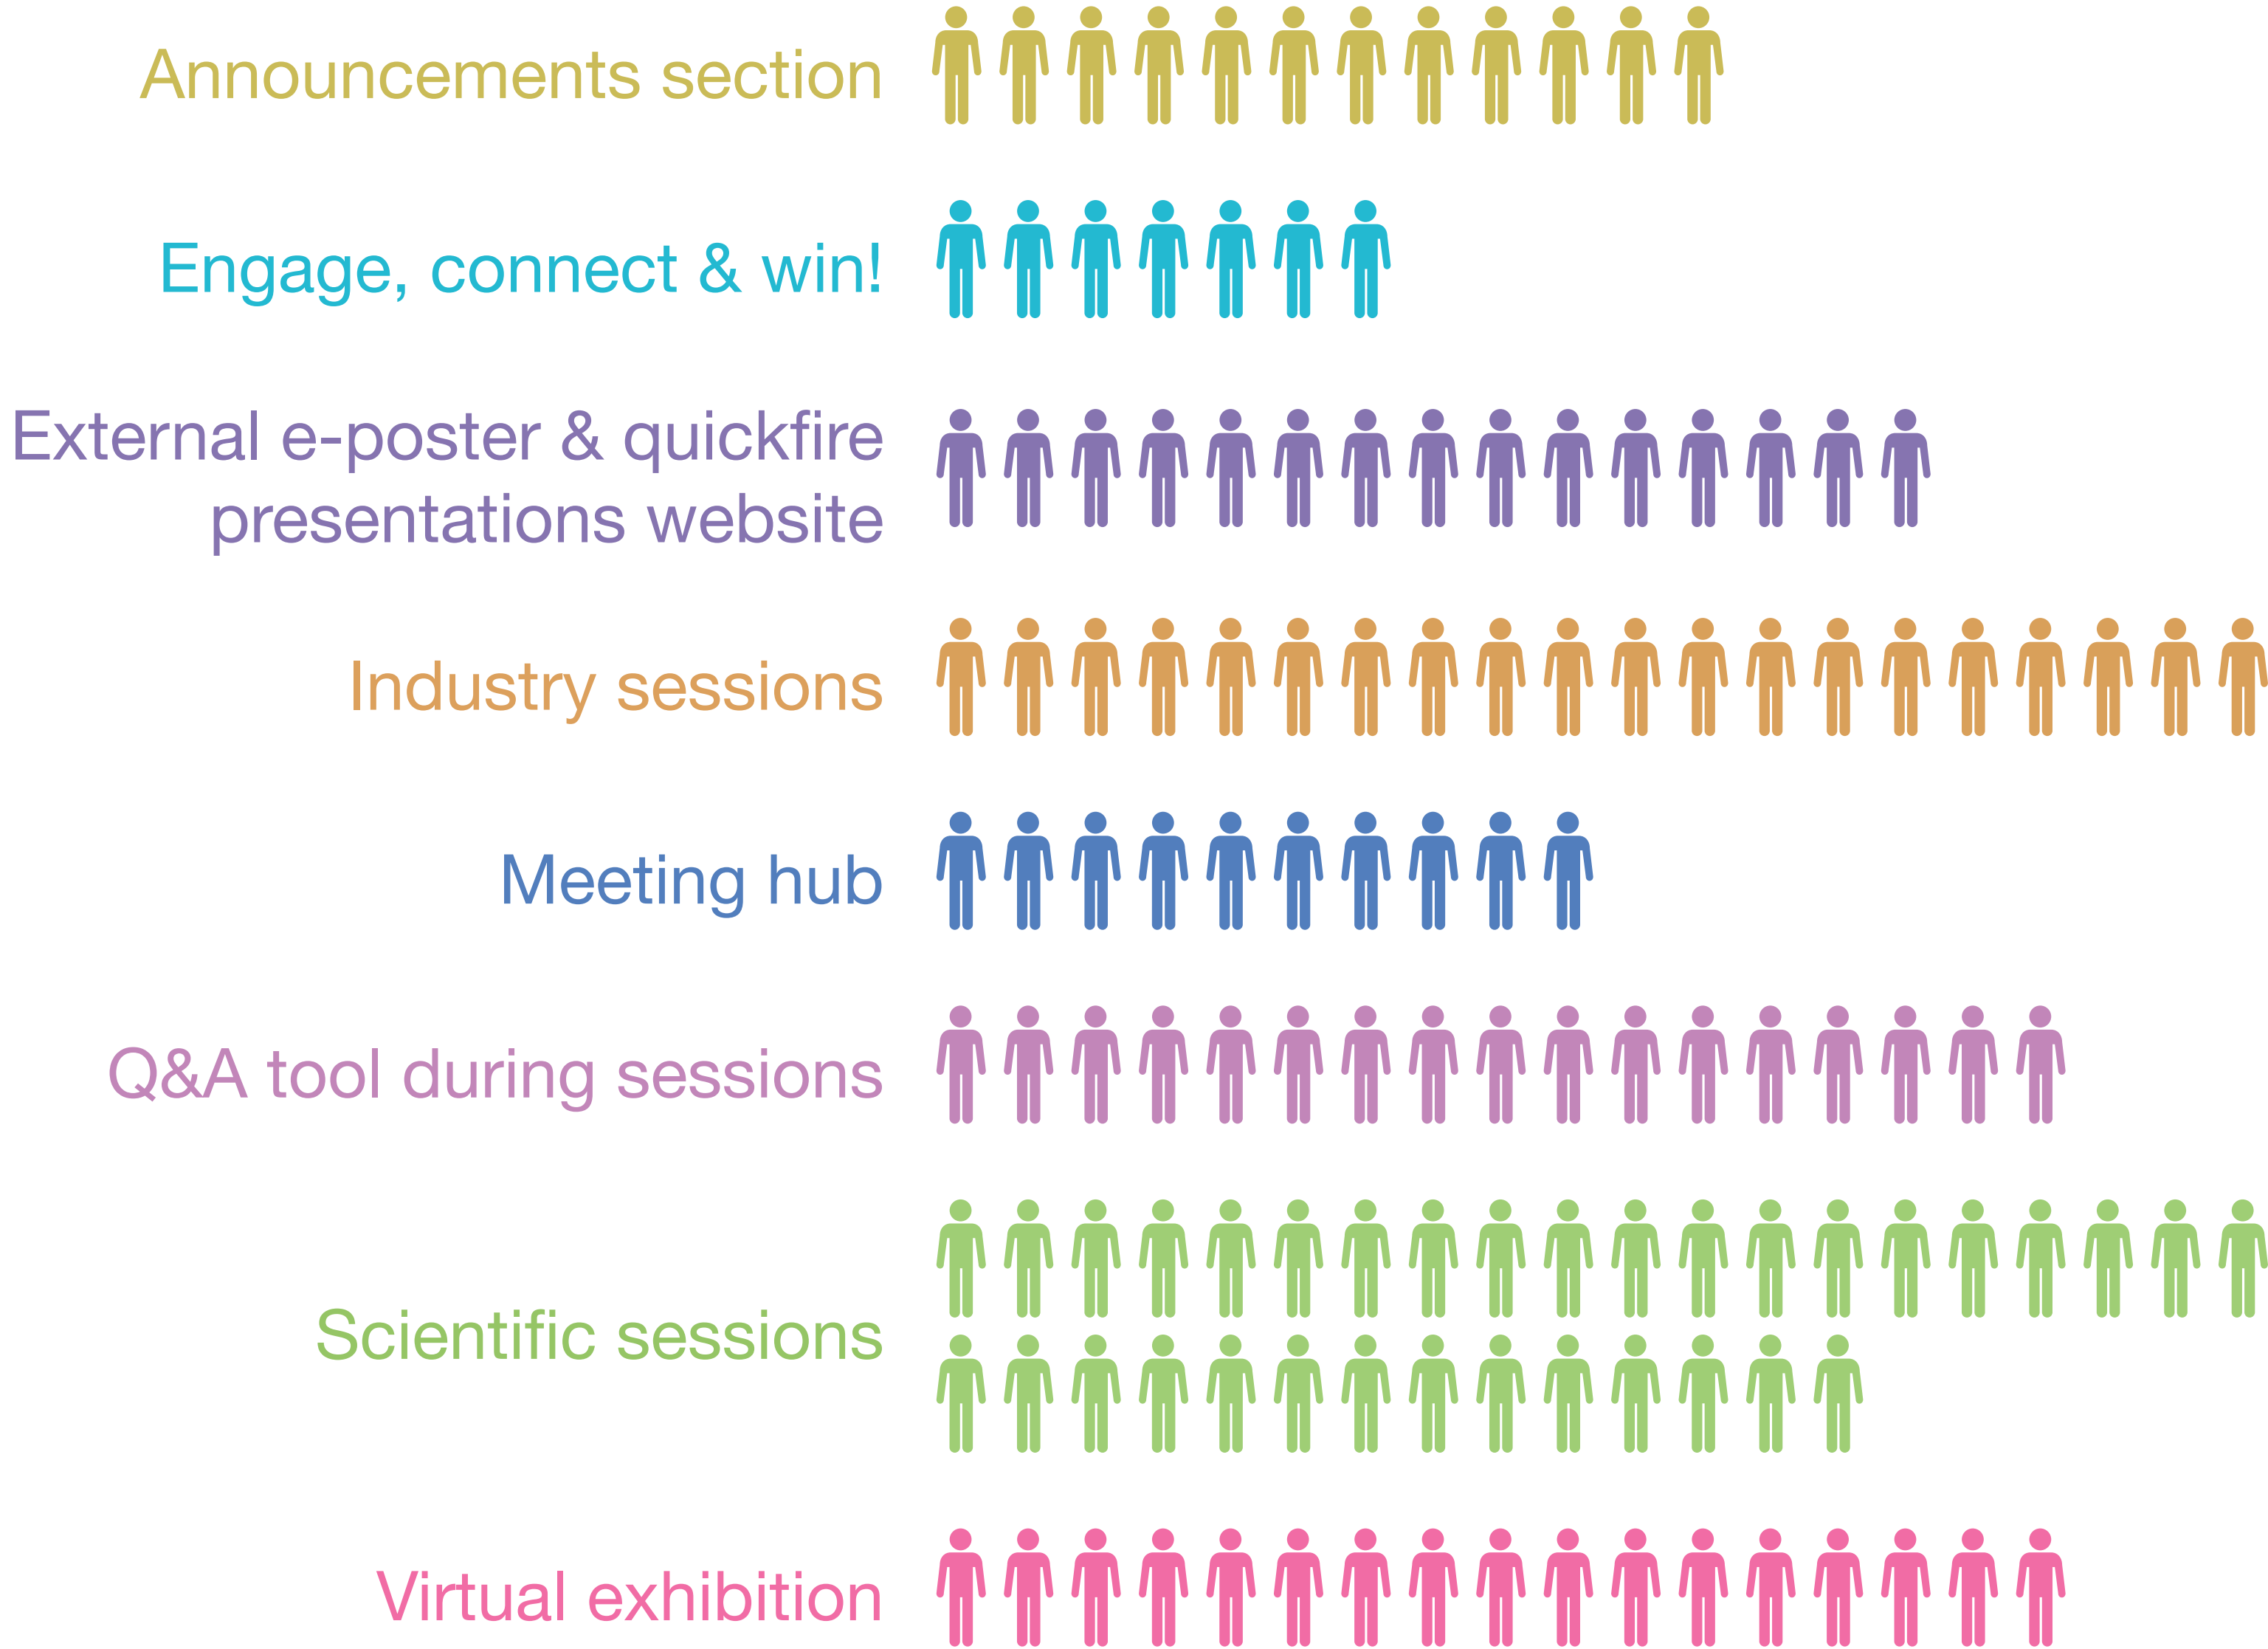 Announcements section
Engage, connect & win!
External e-poster & quickfire
presentations website
Industry sessions
Meeting hub
Q&A tool during sessions
Scientific sessions
Virtual exhibition